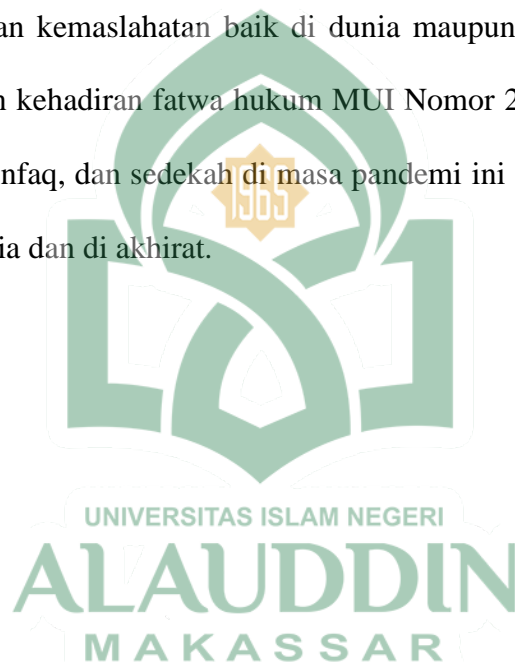 an kemaslahatan baik di dunia maupun
n kehadiran fatwa hukum MUI Nomor 2
nfaq, dan sedekah di masa pandemi ini
ia dan di akhirat.
1965
UNIVERSITAS ISLAM NEGERI
ALAUDDIN
MAKASSAR